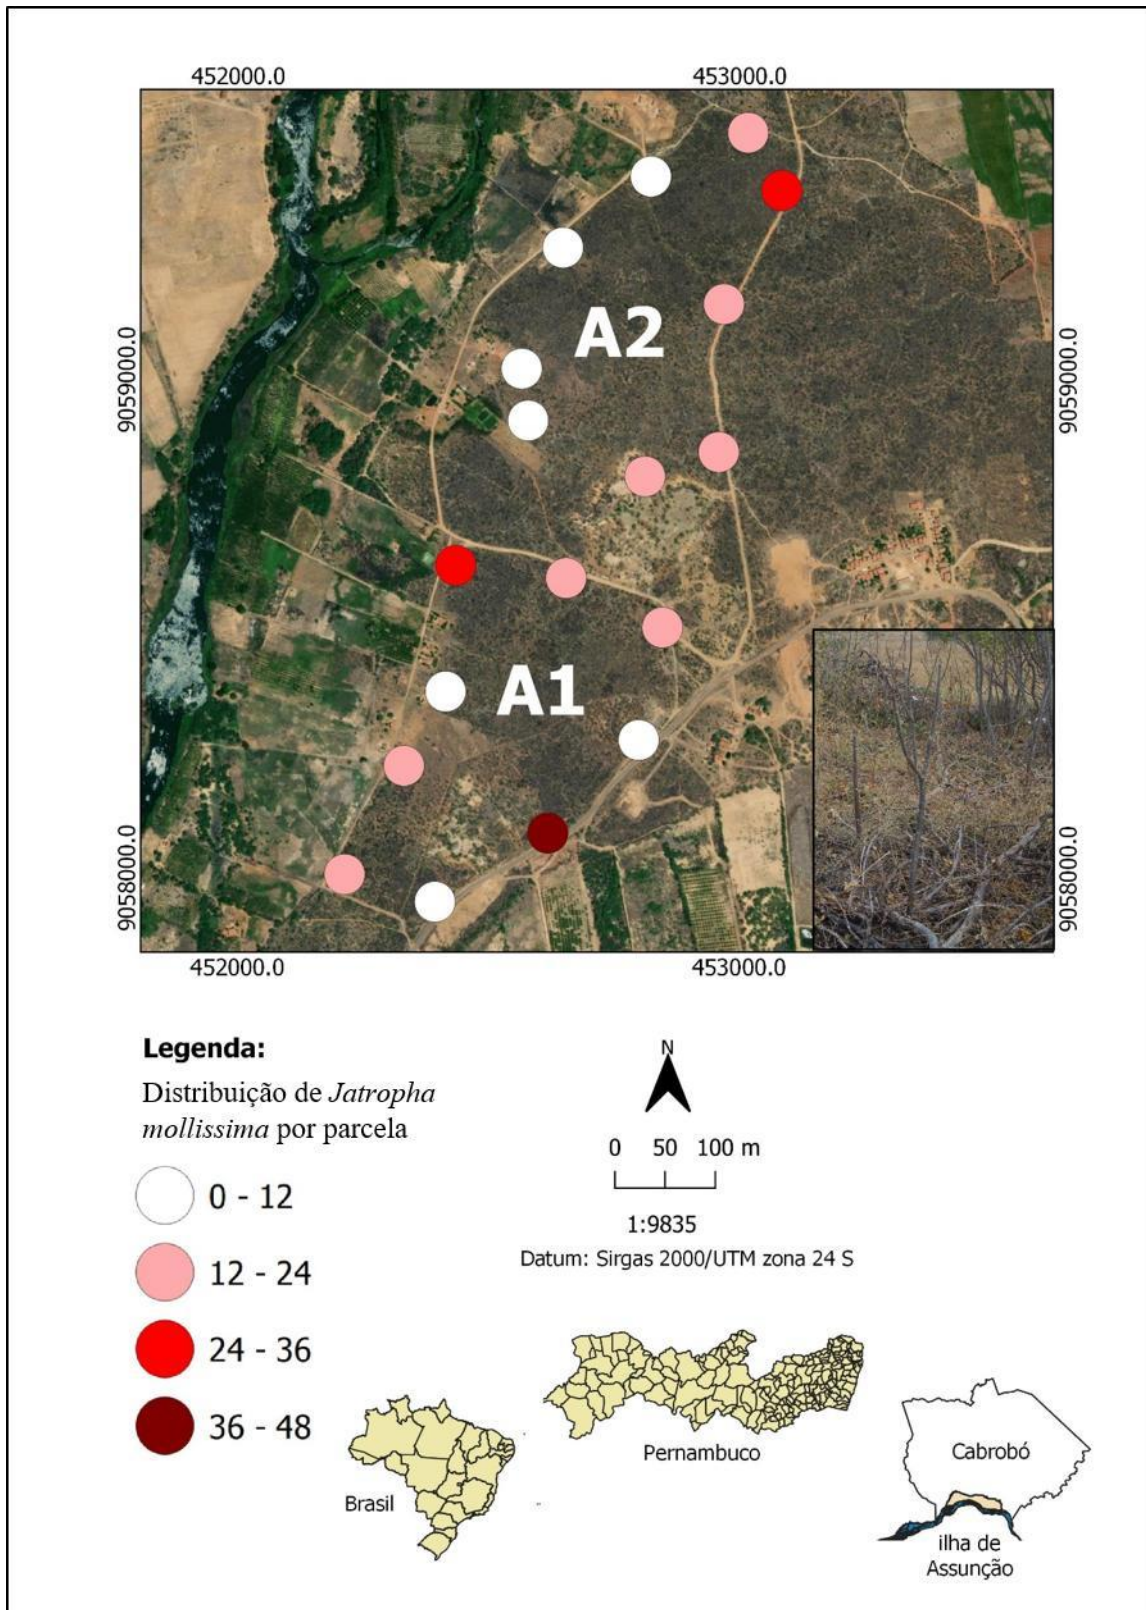 452000.0 453000.0
9059000.0 9059000.0
A2
A1
9058000.0 9058000.0
452000.0 453000.0
Legenda:
Distribuição de Jatropha
mollissima por parcela
0 - 12
12 - 24
24 - 36
36 - 48
N
0 50 100 m
1:9835
Datum: Sirgas 2000/UTM zona 24 S
Brasil
Pernambuco
Cabrobó
ilha de
Assunção